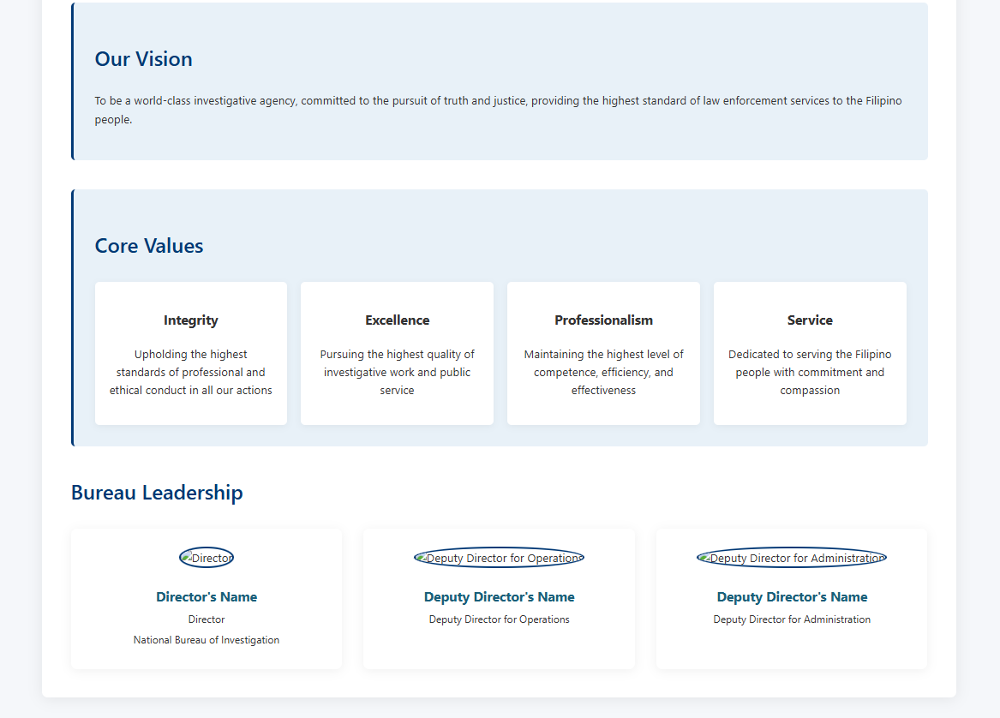 Our Vision
To be a world-class investigative agency, committed to the pursuit of truth and justice, providing the highest standard of law enforcement services to the Filipino
people.
Core Values
Integrity
Upholding the highest
standards of professional and
ethical conduct in all our actions
Excellence
Pursuing the highest quality of
investigative work and public
service
Professionalism
Maintaining the highest level of
competence, efficiency, and
effectiveness
Service
Dedicated to serving the Filipino
people with commitment and
compassion
Bureau Leadership
Director
Director's Name
Director
National Bureau of Investigation
Deputy Director for Operations
Deputy Director's Name
Deputy Director for Operations
Deputy Director for Administration
Deputy Director's Name
Deputy Director for Administration